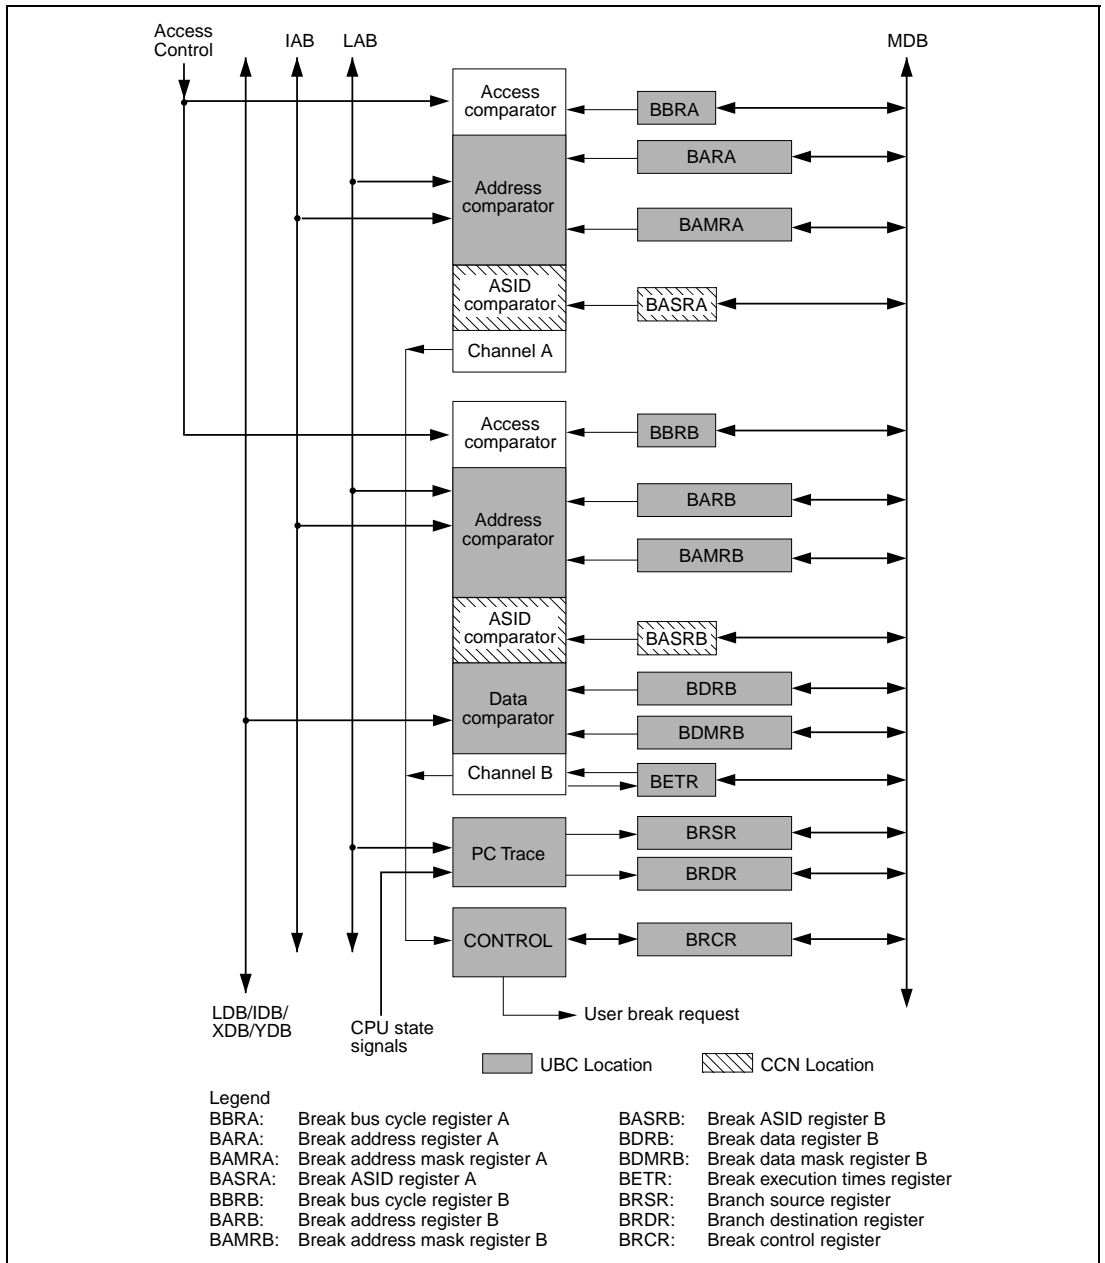 Access
Control
IAB
LAB
MDB
Access
comparator
BBRA
BARA
Address
comparator
BAMRA
ASID
comparator
BASRA
Channel A
Access
comparator
BBRB
BARB
Address
comparator
BAMRB
ASID
comparator
BASRB
BDRB
Data
comparator
BDMRB
Channel B
BETR
BRSR
PC Trace
BRDR
CONTROL
BRCR
LDB/IDB/
XDB/YDB
CPU state
signals
User break request
UBC Location
CCN Location
Legend
BBRA: Break bus cycle register A
BARA: Break address register A
BAMRA: Break address mask register A
BASRA: Break ASID register A
BBRB: Break bus cycle register B
BARB: Break address register B
BAMRB: Break address mask register B
BASRB: Break ASID register B
BDRB: Break data register B
BDMRB: Break data mask register B
BETR: Break execution times register
BRSR: Branch source register
BRDR: Branch destination register
BRCR: Break control register